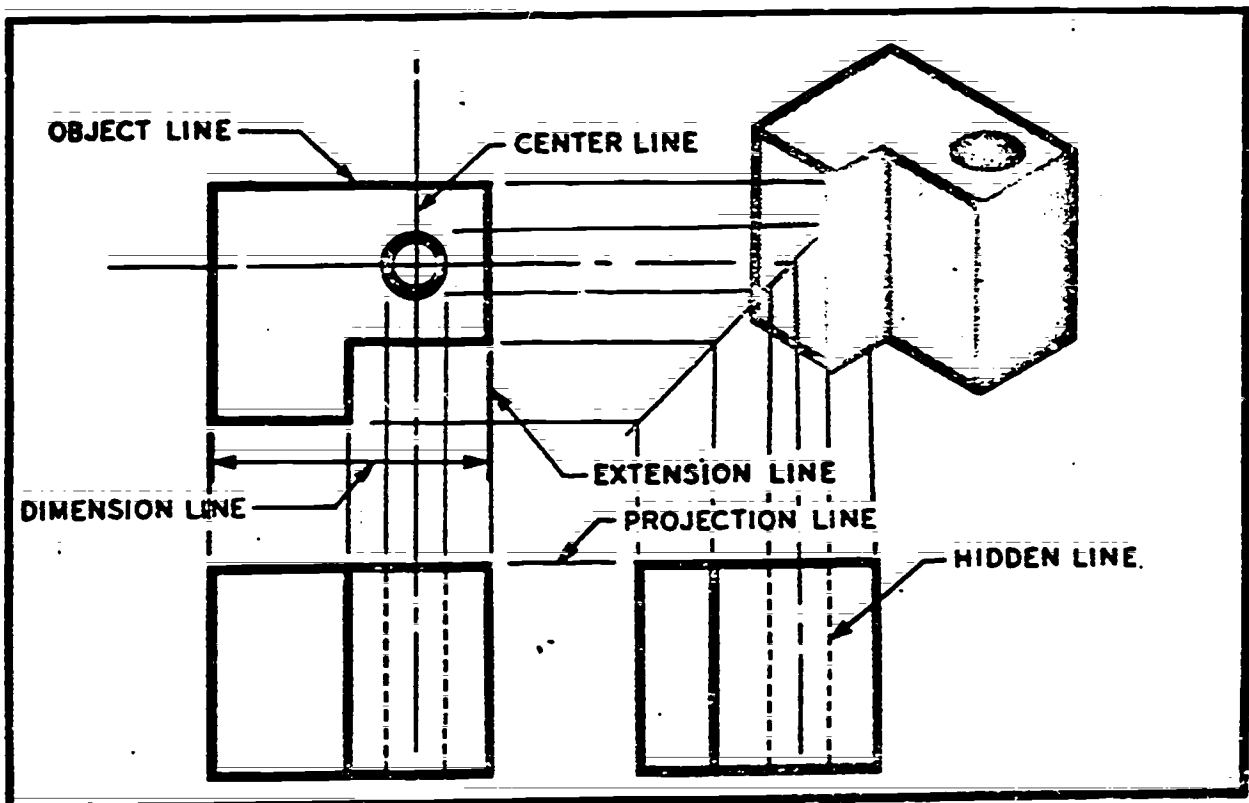 OBJECT LINE
CENTER LINE
EXTENSION LINE
DIMENSION LINE
PROJECTION LINE
HIDDEN LINE.